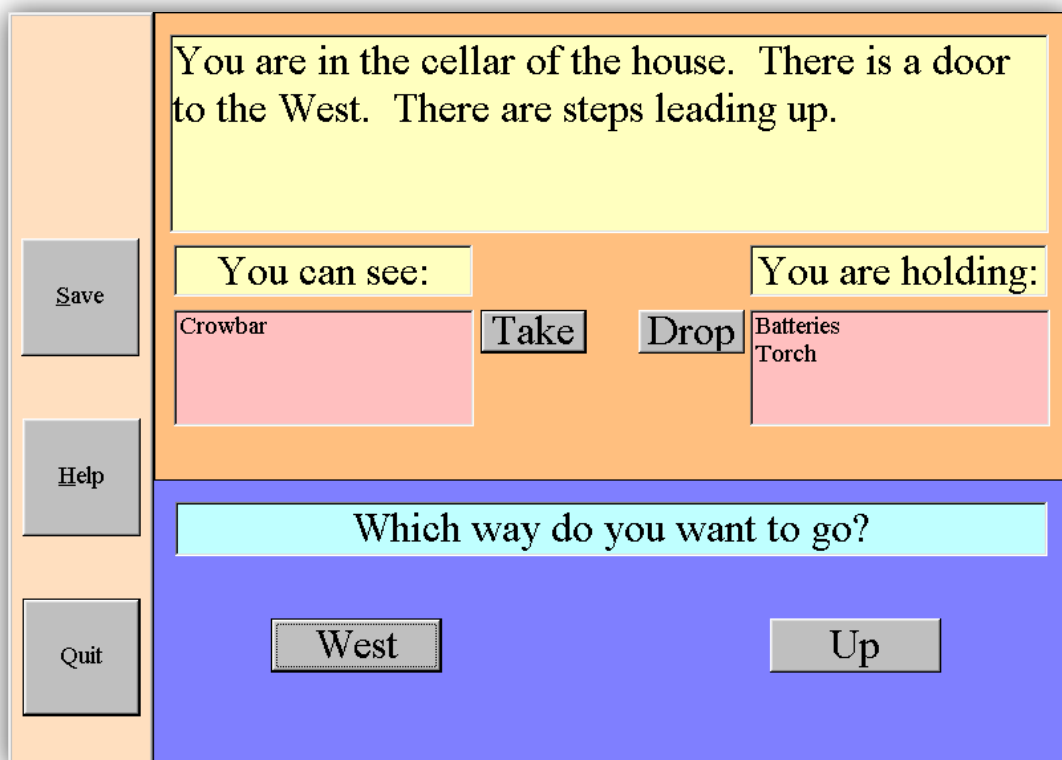 You are in the cellar of the house.  There is a door
to the West.  There are steps leading up.
You can see:
You are holding:
Save
Crowbar
Take
Drop
Batteries
Torch
Help
Which way do you want to go?
Quit
West
Up